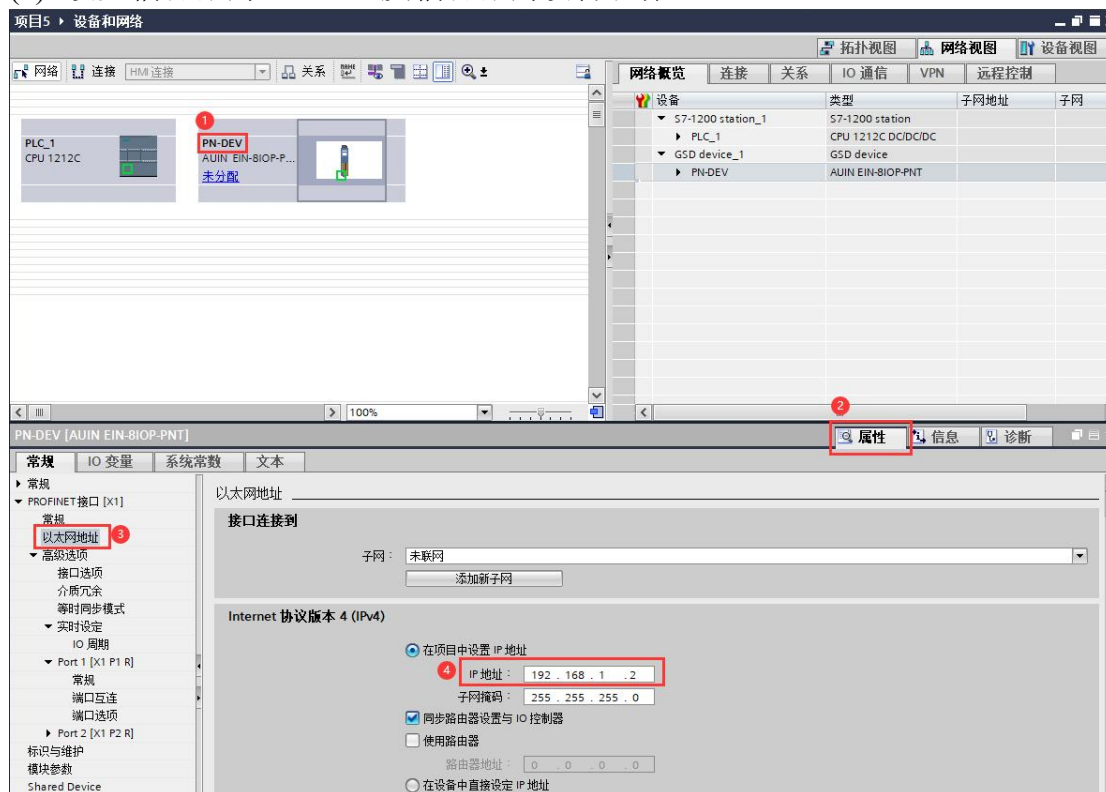 项目5 ▸ 设备和网络
拓扑视图 网络视图 设备视图
网络 连接 HMI 连接 关系
网络概览 连接 关系 IO 通信 VPN 远程控制
设备 类型 子网地址 子网
S7-1200 station_1 S7-1200 station
PLC_1 CPU 1212C DC/DC/DC
GSD device_1 GSD device
PN-DEV AUIN EIN-8IOP-PNT
1
PLC_1
CPU 1212C
PN-DEV
AUIN EIN-8IOP-P...
未分配
100%
2
PN-DEV [AUIN EIN-8IOP-PNT]
属性 信息 诊断
常规 IO 变量 系统常数 文本
常规
PROFINET接口 [X1]
常规
以太网地址 3
高级选项
接口选项
介质冗余
等时同步模式
实时设定
IO 周期
Port 1 [X1 P1 R]
常规
端口互连
端口选项
Port 2 [X1 P2 R]
标识与维护
模块参数
Shared Device
以太网地址
接口连接到
子网： 未联网
添加新子网
Internet 协议版本 4 (IPv4)
在项目中设置 IP 地址
4 IP 地址： 192 . 168 . 1 . 2
子网掩码： 255 . 255 . 255 . 0
同步路由器设置与 IO 控制器
使用路由器
路由器地址： 0 . 0 . 0 . 0
在设备中直接设定 IP 地址